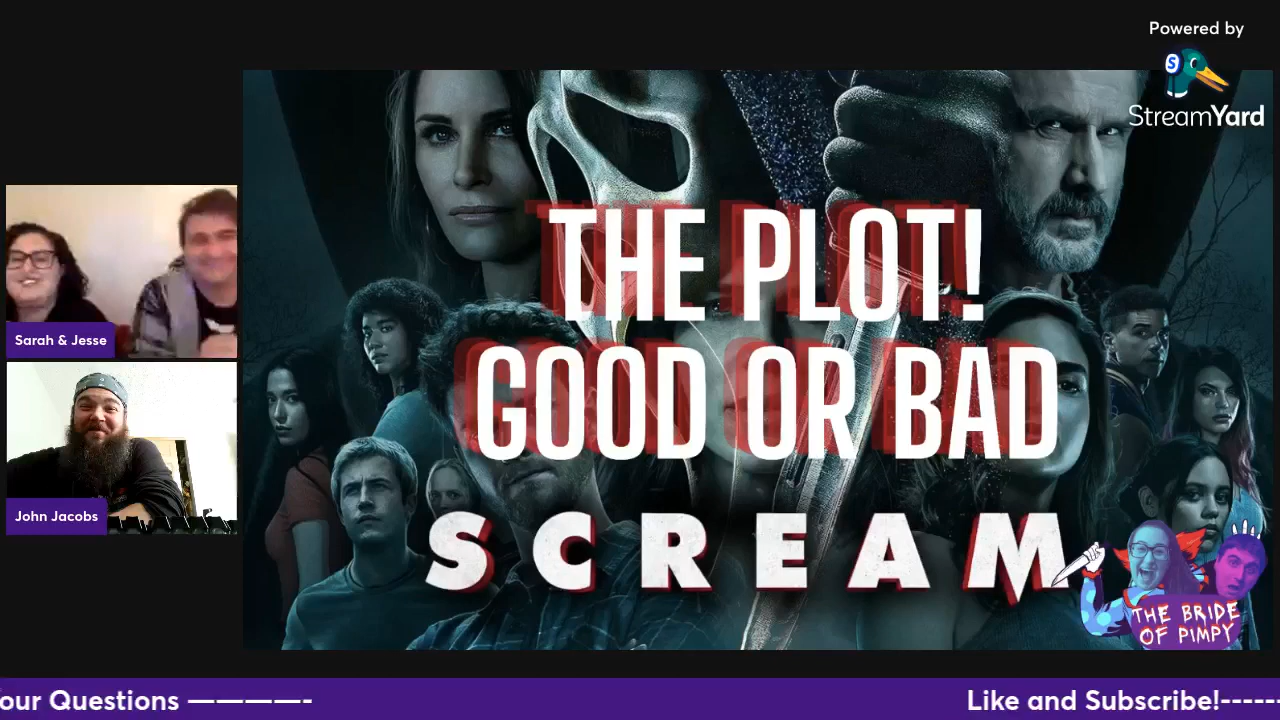 Powered by
S
StreamYard
THE PLOT!
GOOD OR BAD
SCREAM
Sarah & Jesse
John Jacobs
THE BRIDE
OF PIMPY
our Questions —————-
Like and Subscribe!-----